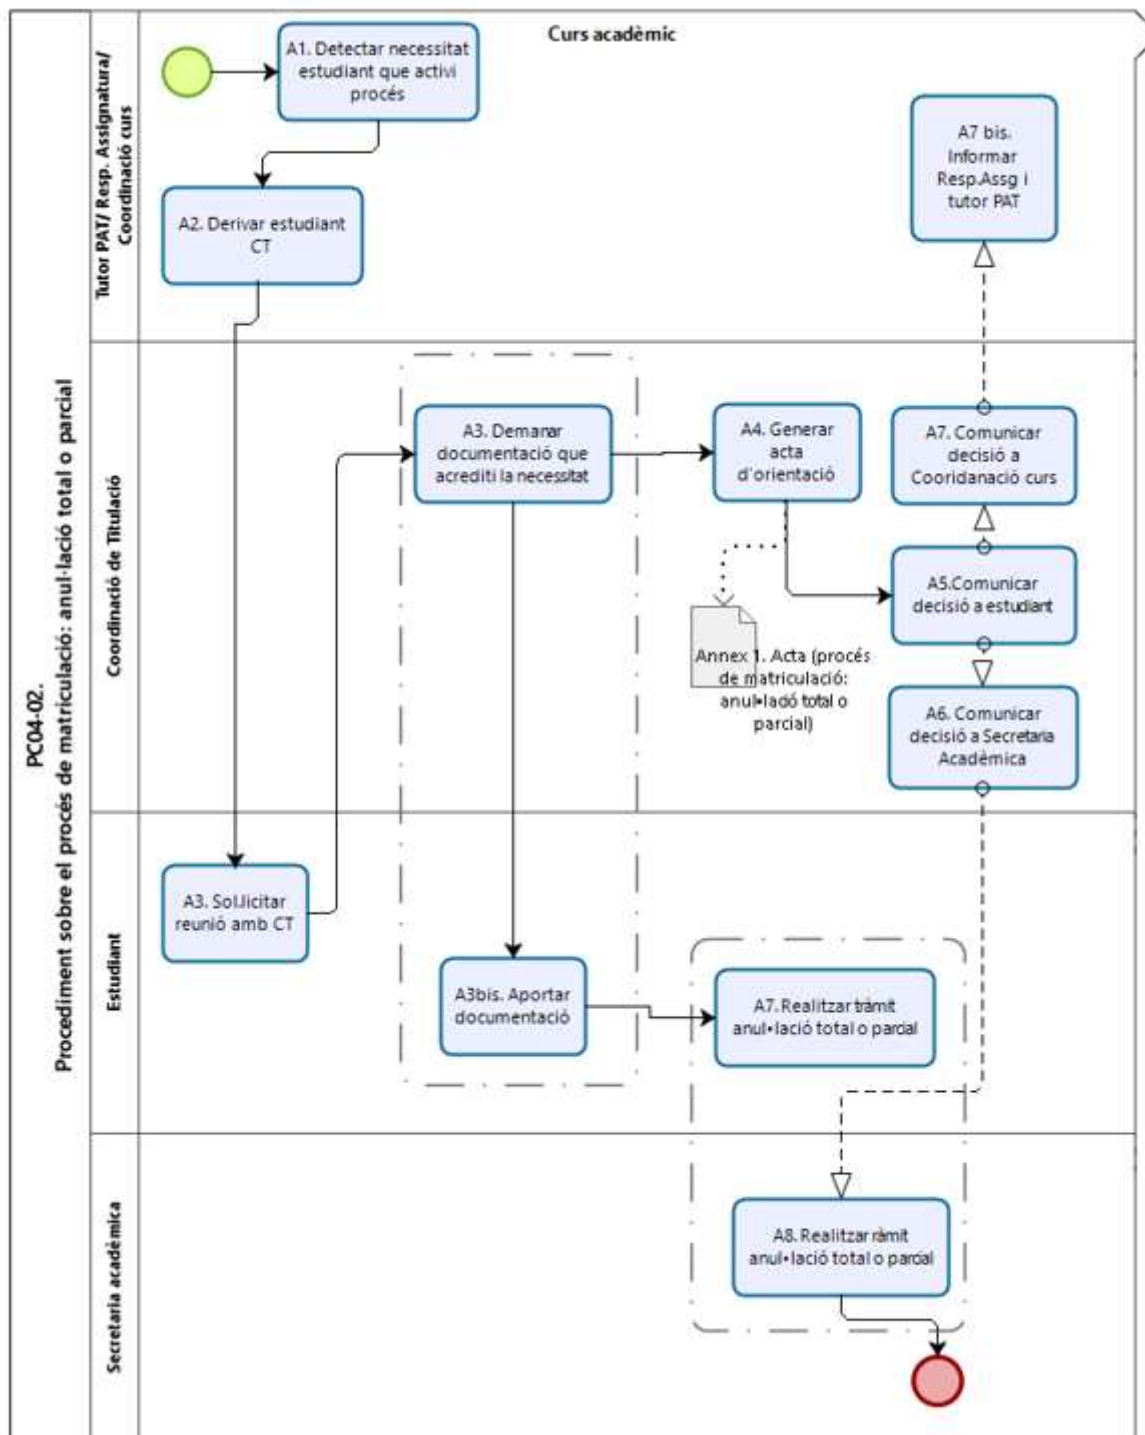 PC04-02.
Procediment sobre el procés de matriculació: anul·lació total o parcial
Curs acadèmic
Tutor PAT/ Resp. Assignatura/
Coordinació curs
A1. Detectar necessitat
estudiant que activi
procés
A2. Derivar estudiant
CT
A7 bis.
Informar
Resp.Assg i
tutor PAT
Coordinació de Titulació
A3. Demanar
documentació que
acrediti la necessitat
A4. Generar
acta
d'orientació
A7. Comunicar
decisió a
Cooridanació curs
A5.Comunicar
decisió a estudiant
Annex 1. Acta (procés
de matriculació:
anul•lació total o
parcial)
A6. Comunicar
decisió a Secretaria
Acadèmica
Estudiant
A3. Sol.licitar
reunió amb CT
A3bis. Aportar
documentació
A7. Realitzar tràmit
anul•lació total o parcial
Secretaria acadèmica
A8. Realitzar ràmit
anul•lació total o parcial